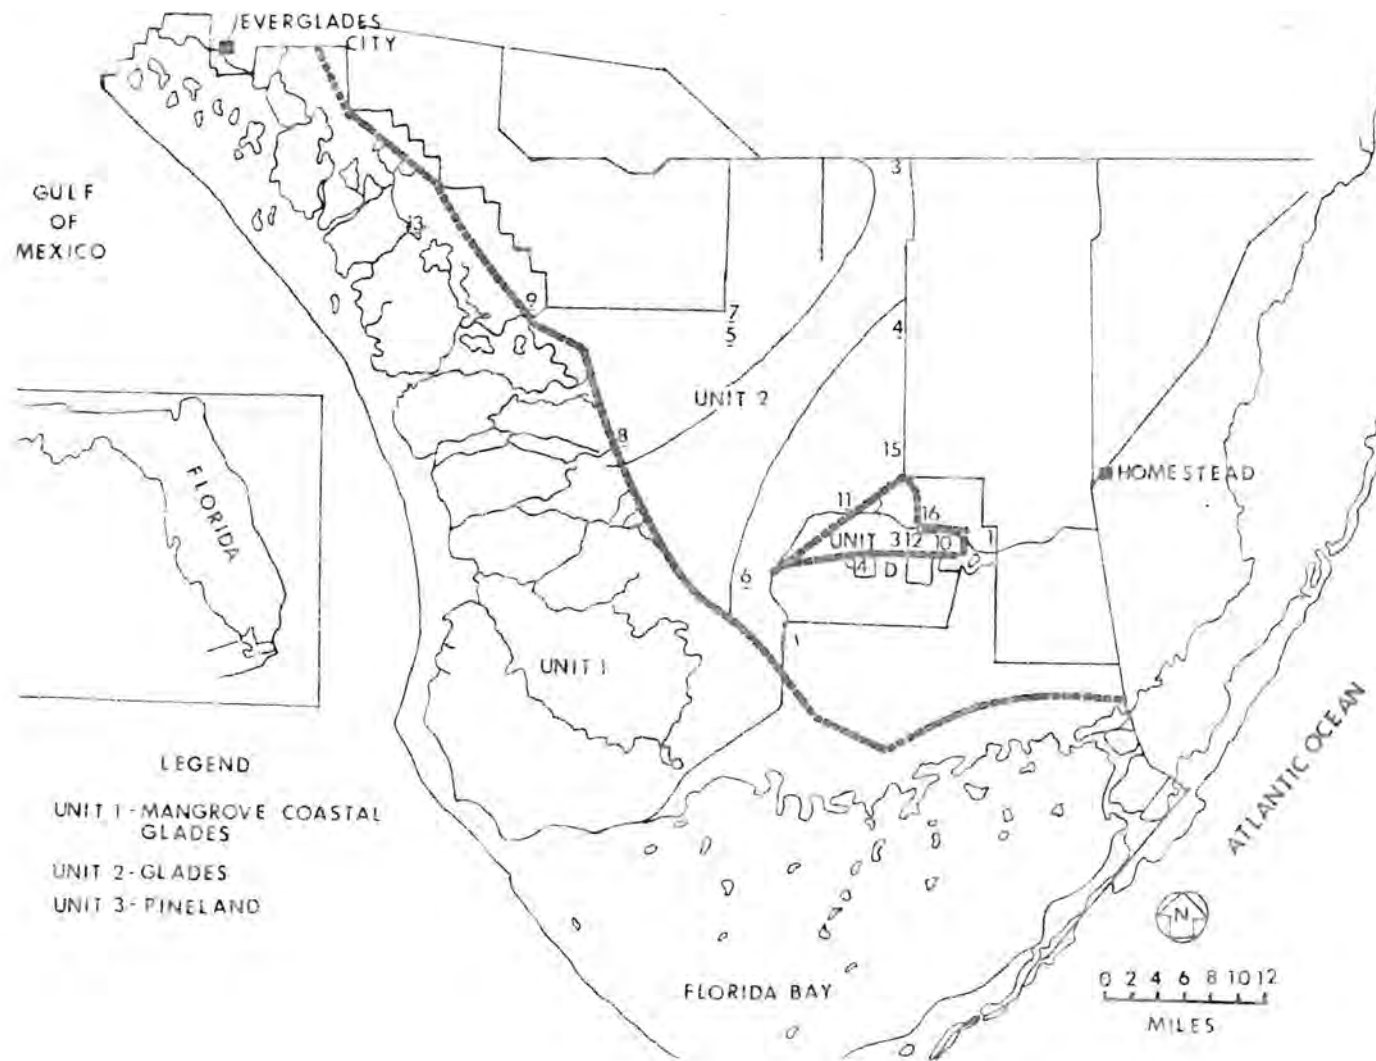 EVERGLADES
CITY
GULF
OF
MEXICO
3
13
9
7
5
4
UNIT 2
8
15
HOMESTEAD
11
16
UNIT 3
12
10
1
6
4
D
1
UNIT 1
FLORIDA
ATLANTIC OCEAN
LEGEND
UNIT 1-MANGROVE COASTAL
GLADES
UNIT 2-GLADES
UNIT 3-PINELAND
N
FLORIDA BAY
0 2 4 6 8 10 12
MILES